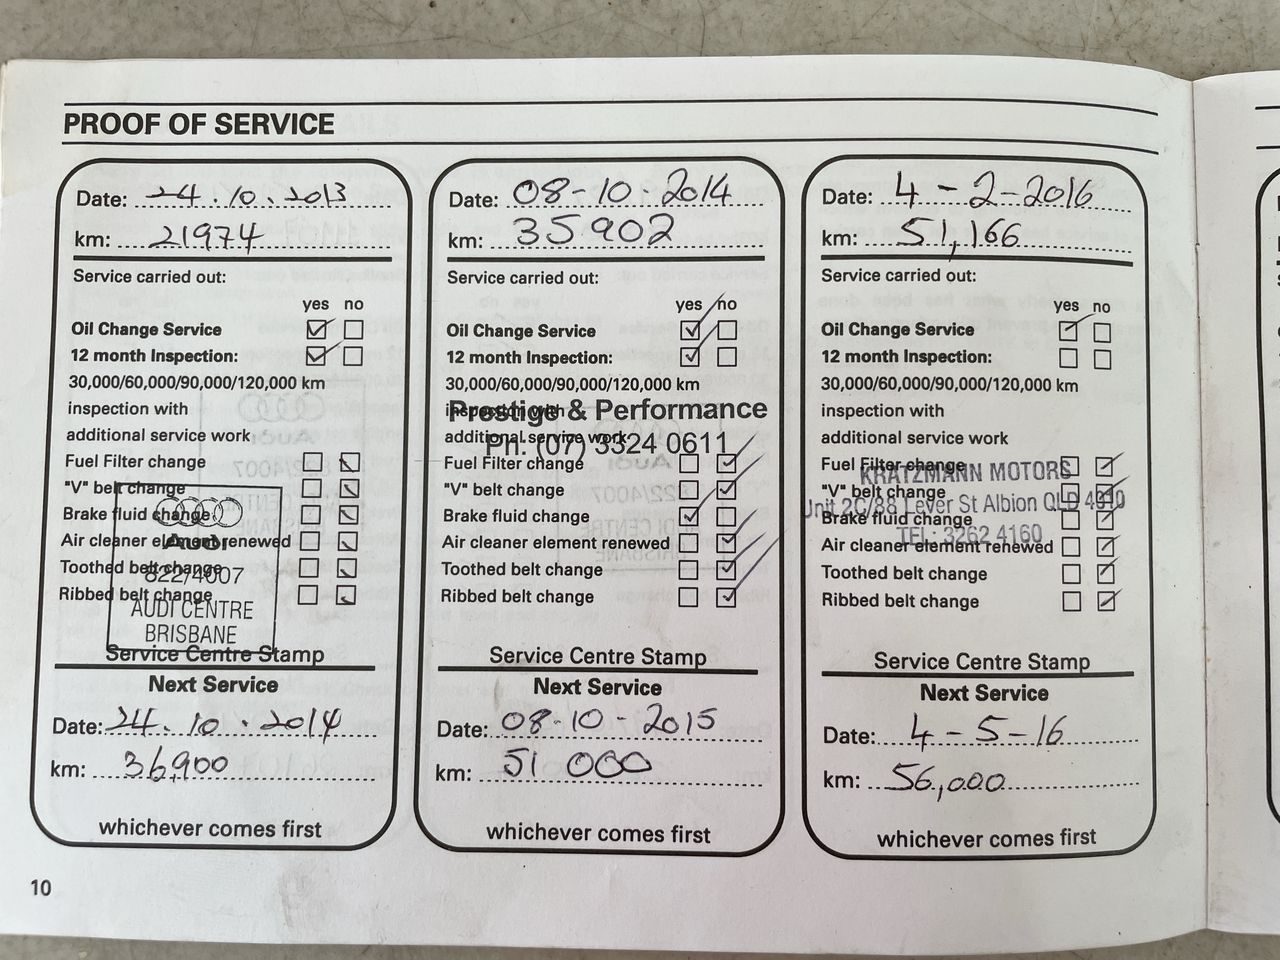 PROOF OF SERVICE
Date: 24.10.2013
km: 21974
Service carried out:
yes no
Oil Change Service
12 month Inspection:
30,000/60,000/90,000/120,000 km
inspection with
additional service work
Fuel Filter change
"V" belt change
Brake fluid change
Air cleaner element renewed
Toothed belt change
Ribbed belt change
Audi
822/4007
AUDI CENTRE
BRISBANE
Service Centre Stamp
Next Service
Date: 24.10.2014
km: 36,900
whichever comes first
Date: 08-10-2014
km: 35902
Service carried out:
yes no
Oil Change Service
12 month Inspection:
30,000/60,000/90,000/120,000 km
inspection with
Prestige & Performance
additional service work
Ph: (07) 3324 0611
Fuel Filter change
"V" belt change
Brake fluid change
Air cleaner element renewed
Toothed belt change
Ribbed belt change
Service Centre Stamp
Next Service
Date: 08-10-2015
km: 51 000
whichever comes first
Date: 4-2-2016
km: 51,166
Service carried out:
yes no
Oil Change Service
12 month Inspection:
30,000/60,000/90,000/120,000 km
inspection with
additional service work
Fuel Filter change
KRATZMANN MOTORS
"V" belt change
Unit 2C/88 Lever St Albion QLD 4010
Brake fluid change
TEL: 3262 4160
Air cleaner element renewed
Toothed belt change
Ribbed belt change
Service Centre Stamp
Next Service
Date: 4-5-16
km: 56,000
whichever comes first
10